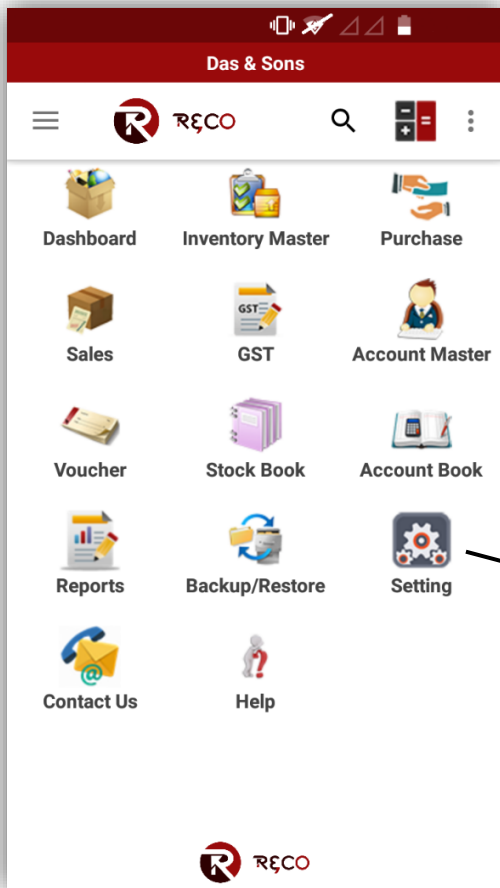 Das & Sons
RECO
Dashboard Inventory Master Purchase
GST
Sales GST Account Master
Voucher Stock Book Account Book
Reports Backup/Restore Setting
Contact Us Help
RECO